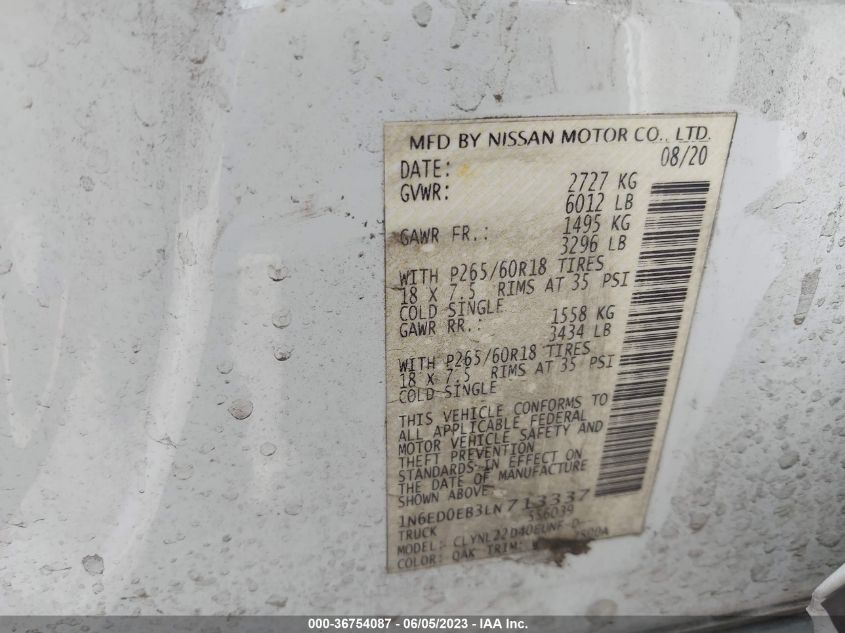 MFD BY NISSAN MOTOR CO., LTD.
DATE: 08/20
GVWR: 2727 KG
6012 LB
GAWR FR.: 1495 KG
3296 LB
WITH P265/60R18 TIRES
18 X 7.5 RIMS AT 35 PSI
COLD SINGLE
GAWR RR.: 1558 KG
3434 LB
WITH P265/60R18 TIRES
18 X 7.5 RIMS AT 35 PSI
COLD SINGLE
THIS VEHICLE CONFORMS TO
ALL APPLICABLE FEDERAL
MOTOR VEHICLE SAFETY AND
THEFT PREVENTION
STANDARDS IN EFFECT ON
THE DATE OF MANUFACTURE
SHOWN ABOVE.
1N6ED0EB3LN713337
TRUCK 556039
MODEL: CLYNL22D40EUNF-D-
COLOR: QAK TRIM:
000-36754087 - 06/05/2023 - IAA Inc.